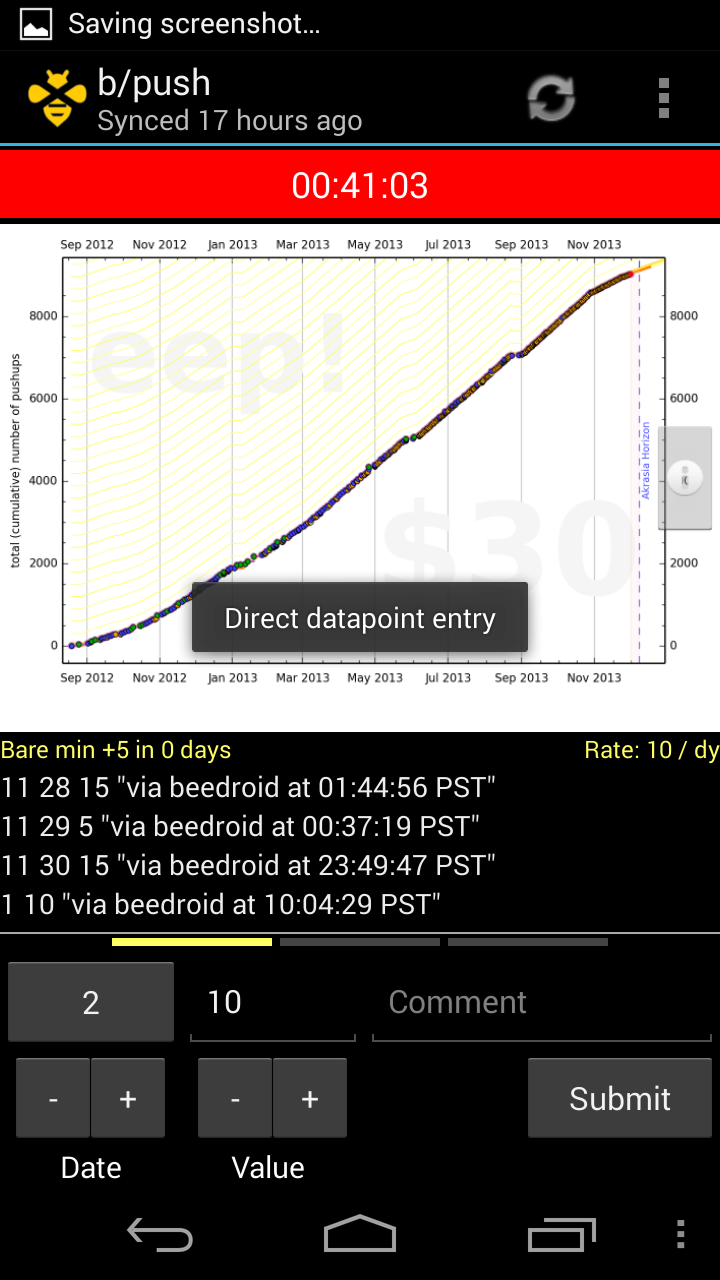 Saving screenshot...
b/push
Synced 17 hours ago
00:41:03
Sep 2012 Nov 2012 Jan 2013 Mar 2013 May 2013 Jul 2013 Sep 2013 Nov 2013
eep!
$30
total (cumulative) number of pushups
8000 8000
6000 6000
4000
2000 2000
0 0
Akrasia Horizon
Direct datapoint entry
Sep 2012 Nov 2012 Jan 2013 Mar 2013 May 2013 Jul 2013 Sep 2013 Nov 2013
Bare min +5 in 0 days Rate: 10 / dy
11 28 15 "via beedroid at 01:44:56 PST"
11 29 5 "via beedroid at 00:37:19 PST"
11 30 15 "via beedroid at 23:49:47 PST"
1 10 "via beedroid at 10:04:29 PST"
2 10 Comment
- + - + Submit
Date Value